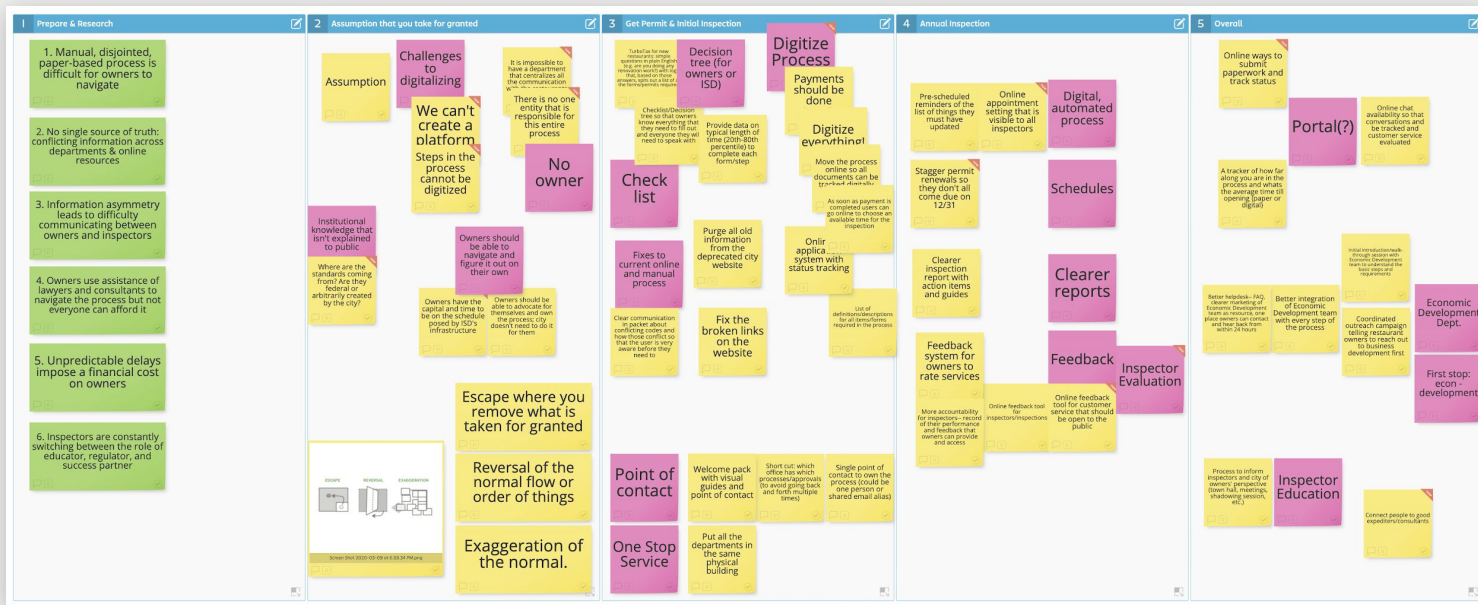 1 Prepare & Research
1. Manual, disjointed,
paper-based process is
difficult for owners to
navigate
2. No single source of truth:
conflicting information across
departments & online
resources
3. Information asymmetry
leads to difficulty
communicating between
owners and inspectors
4. Owners use assistance of
lawyers and consultants to
navigate the process but not
everyone can afford it
5. Unpredictable delays
impose a financial cost
on owners
6. Inspectors are constantly
switching between the role of
educator, regulator, and
success partner
2 Assumption that you take for granted
Assumption
Challenges
to
digitalizing
It is impossible to
have a department
that centralizes all
the communication
We can't
create a
platform
There is no one
entity that is
responsible for
this entire
process
Steps in the
process
cannot be
digitized
No
owner
Institutional
knowledge that
isn't explained
to public
Where are the
standards coming
from? Are they
federal or
arbitrarily created
by the city?
Owners should
be able to
navigate and
figure it out on
their own
Owners have the
capital and time to
be on the schedule
posed by ISD's
infrastructure
Owners should be
able to advocate for
themselves and own
the process; city
doesn't need to do it
for them
Escape where you
remove what is
taken for granted
Reversal of the
normal flow or
order of things
Exaggeration of
the normal.
ESCAPE REVERSAL EXAGGERATION
3 Get Permit & Initial Inspection
TurboTax for new
restaurants: simple
questions in plain English
Decision
tree (for
owners or
ISD)
Digitize
Process
Payments
should be
done
Checklist/Decision
tree so that owners
know everything that
they need to fill out
and everyone they wil
need to speak with
Provide data on
typical length of
time (20th-80th
percentile) to
complete each
form/step
Digitize
everything!
Move the process
online so all
documents can be
tracked digitally
Check
list
As soon as payment is
completed users can
go online to choose an
available time for the
inspection
Fixes to
current online
and manual
process
Purge all old
information
from the
deprecated city
website
Onlir
applica
system with
status tracking
Clear communication
in packet about
conflicting codes and
how those conflict so
that the user is very
aware before they
need to
Fix the
broken links
on the
website
List of
definitions/descriptions
for all items/forms
required in the process
Point of
contact
Welcome pack
with visual
guides and
point of contact
Short cut: which
office has which
processes/approvals
(to avoid going back
and forth multiple
times)
Single point of
contact to own the
process (could be
one person or
shared email alias)
One Stop
Service
Put all the
departments in
the same
physical
building
4 Annual Inspection
Pre-scheduled
reminders of the
list of things they
must have
updated
Online
appointment
setting that is
visible to all
inspectors
Digital,
automated
process
Stagger permit
renewals so
they don't all
come due on
12/31
Schedules
Clearer
inspection
report with
action items
and guides
Clearer
reports
Feedback
system for
owners to
rate services
Feedback
Inspector
Evaluation
More accountability
for inspectors-- record
of their performance
and feedback that
owners can provide
and access
Online feedback tool
for
inspectors/inspections
Online feedback
tool for customer
service that should
be open to the
public
5 Overall
Online ways to
submit
paperwork and
track status
Portal(?)
Online chat
availability so that
conversations can
be tracked and
customer service
evaluated
A tracker of how far
along you are in the
process and whats
the average time till
opening (paper or
digital)
Initial introduction/walk-
through session with
Economic Development
team to understand the
basic steps and
requirements
Better helpdesk-- FAQ,
clearer marketing of
Economic Development
team as resource, one
place owners can contact
and hear back from
within 24 hours
Better integration
of Economic
Development team
with every step of
the process
Coordinated
outreach campaign
telling restaurant
owners to reach out
to business
development first
Economic
Development
Dept.
First stop:
econ -
development
Process to inform
inspectors and city of
owners' perspective
(town hall, meetings,
shadowing session,
etc.)
Inspector
Education
Connect people to good
expediters/consultants